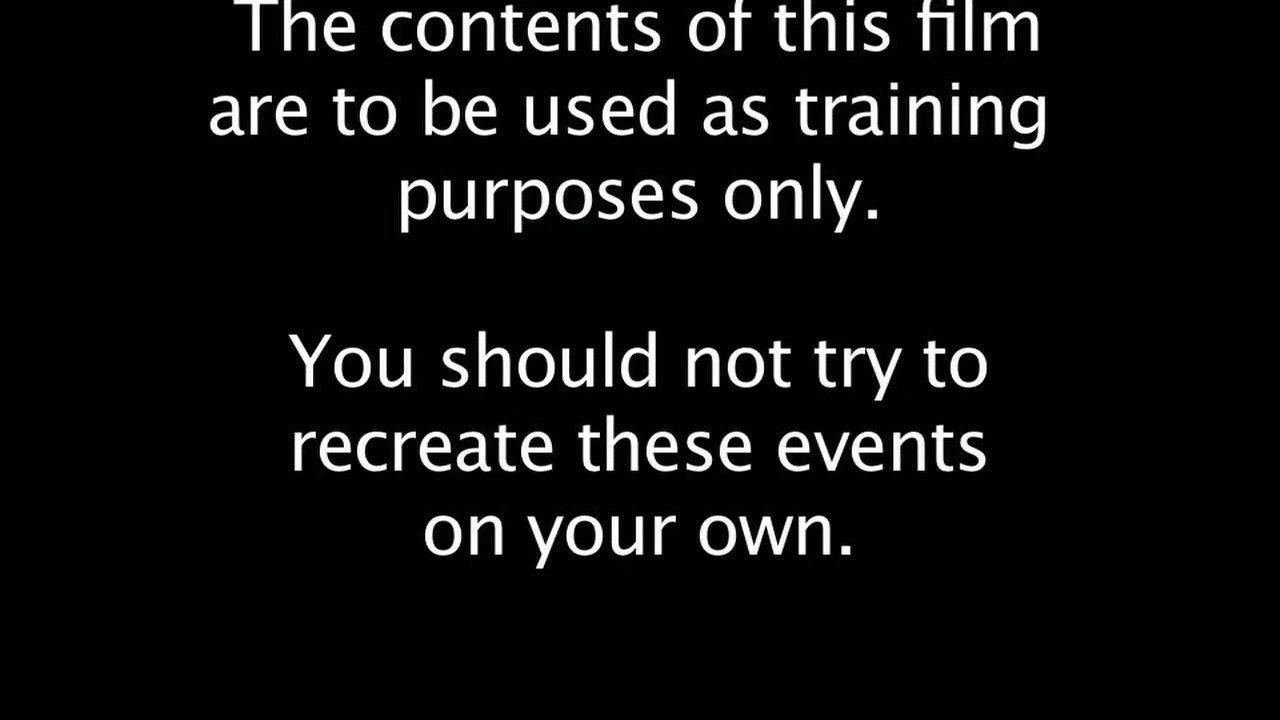 The contents of this film
are to be used as training
purposes only.
You should not try to
recreate these events
on your own.